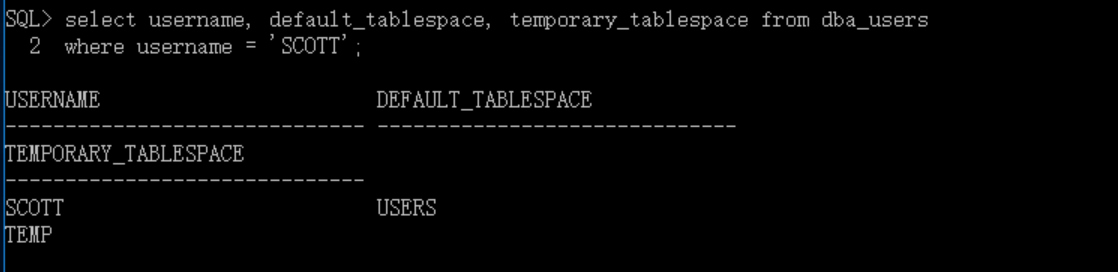 SQL> select username, default_tablespace, temporary_tablespace from dba_users
  2  where username = 'SCOTT';
USERNAME                       DEFAULT_TABLESPACE
------------------------------ ------------------------------
TEMPORARY_TABLESPACE
------------------------------
SCOTT                          USERS
TEMP